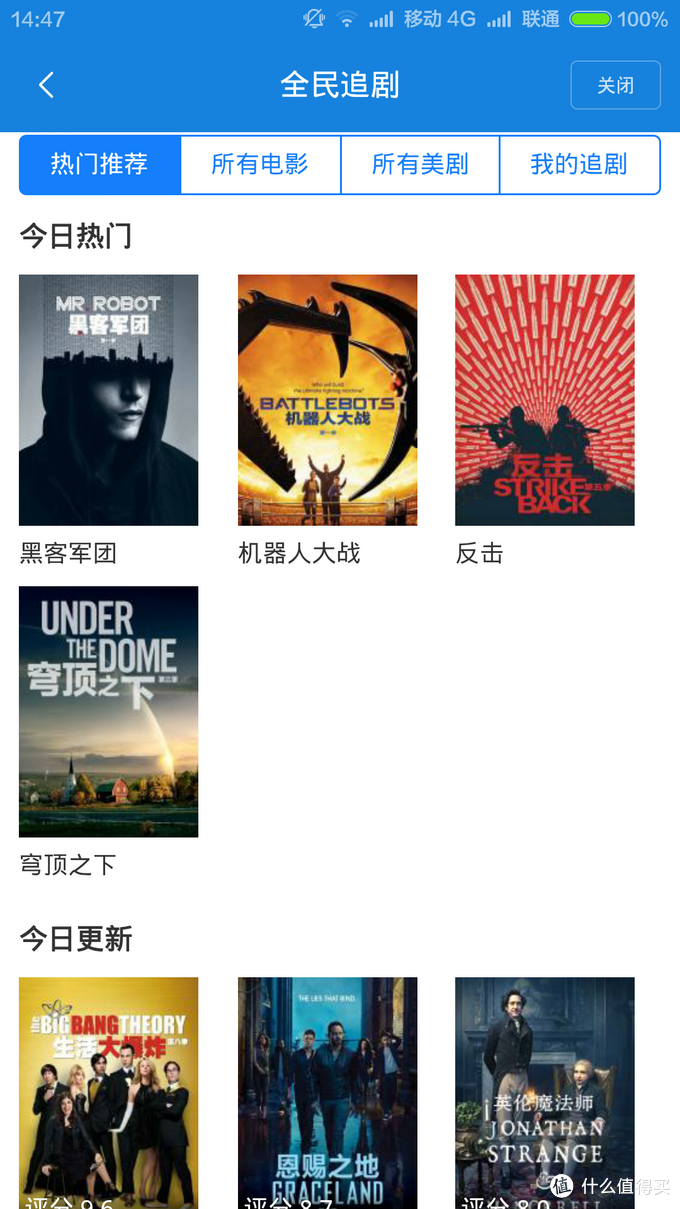 14:47 移动 4G 联通 100%
全民追剧 关闭
热门推荐 所有电影 所有美剧 我的追剧
今日热门
MR ROBOT
黑客军团
第一季
Who will build
the ultimate fighting machine?
BATTLEBOTS
机器人大战
第一季
反击
STRIKE 第五季
BACK
黑客军团 机器人大战 反击
UNDER
THE DOME
穹顶之下 第三季
穹顶之下
今日更新
the BIG BANG THEORY
生活大爆炸 第八季
评分 9.6
THE LIES THAT BIND
恩赐之地
GRACELAND
评分 8.7
英伦魔法师
JONATHAN
STRANGE
评分 8.0
值 什么值得买